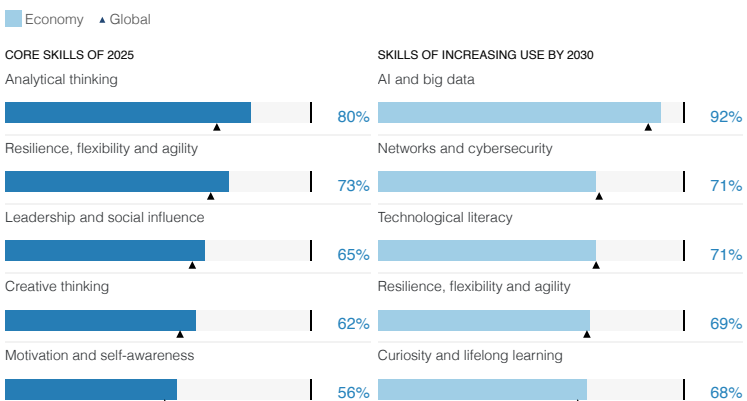 Economy Global
CORE SKILLS OF 2025
Analytical thinking
80%
Resilience, flexibility and agility
73%
Leadership and social influence
65%
Creative thinking
62%
Motivation and self-awareness
56%
SKILLS OF INCREASING USE BY 2030
AI and big data
92%
Networks and cybersecurity
71%
Technological literacy
71%
Resilience, flexibility and agility
69%
Curiosity and lifelong learning
68%